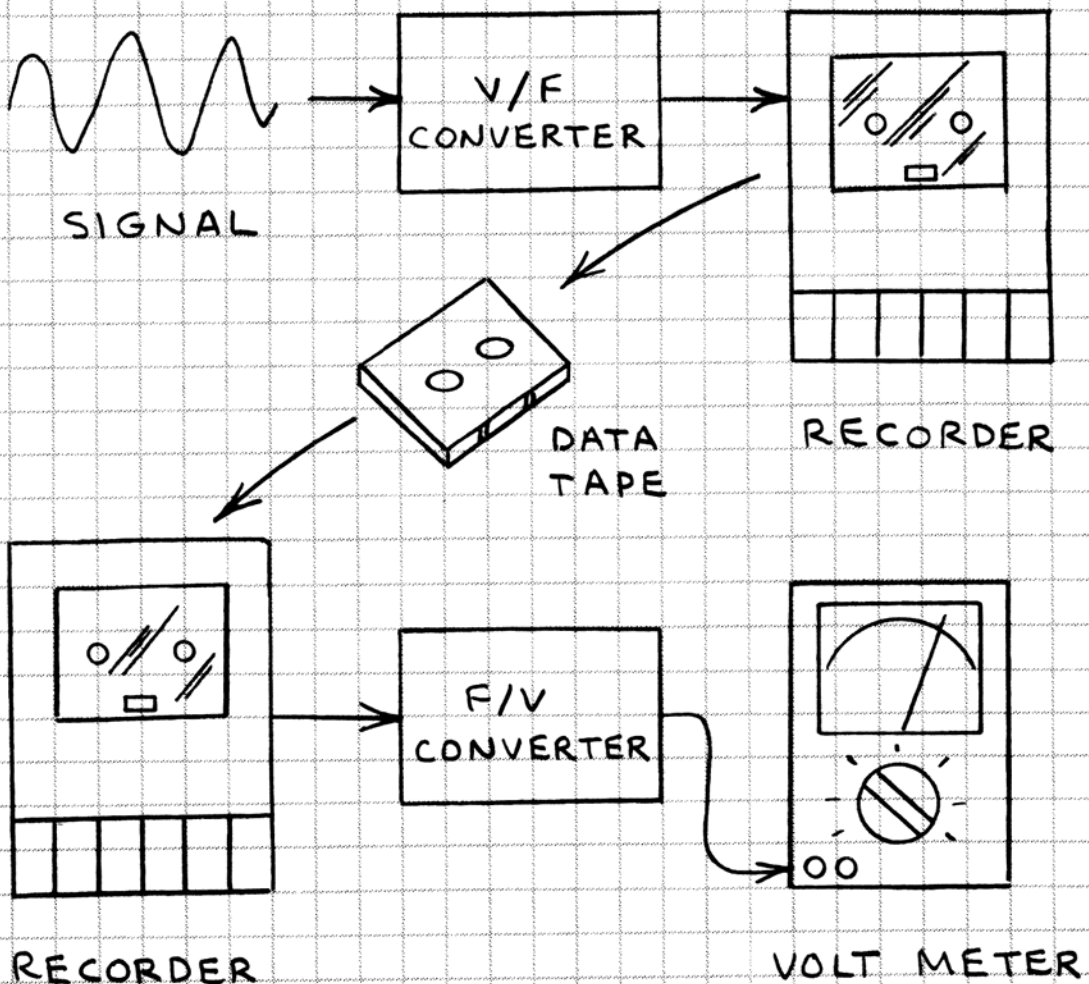 V/F
CONVERTER
SIGNAL
RECORDER
DATA
TAPE
F/V
CONVERTER
RECORDER
VOLT METER